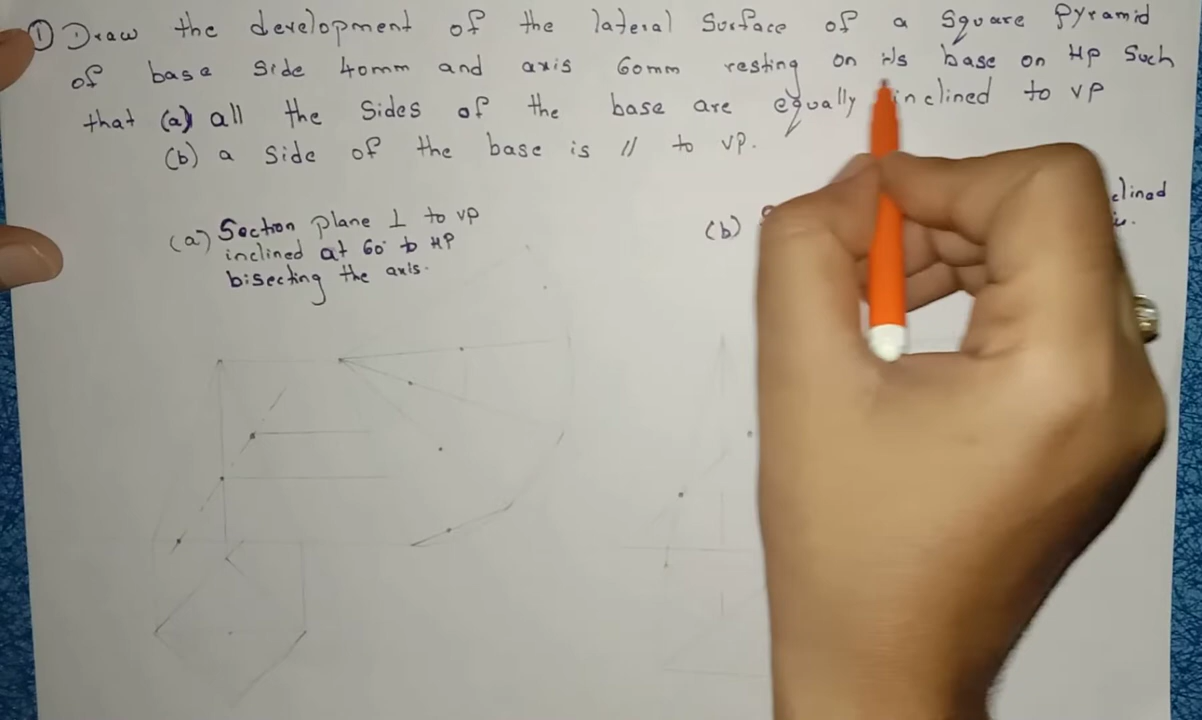 ① Draw the development of the lateral Surface of a Square Pyramid
of base Side 40mm and axis 60mm resting on its base on HP Such
that (a) all the Sides of the base are equally inclined to VP
(b) a Side of the base is // to VP.
(a) Section plane ⊥ to VP
inclined at 60° to HP
bisecting the axis.
(b)